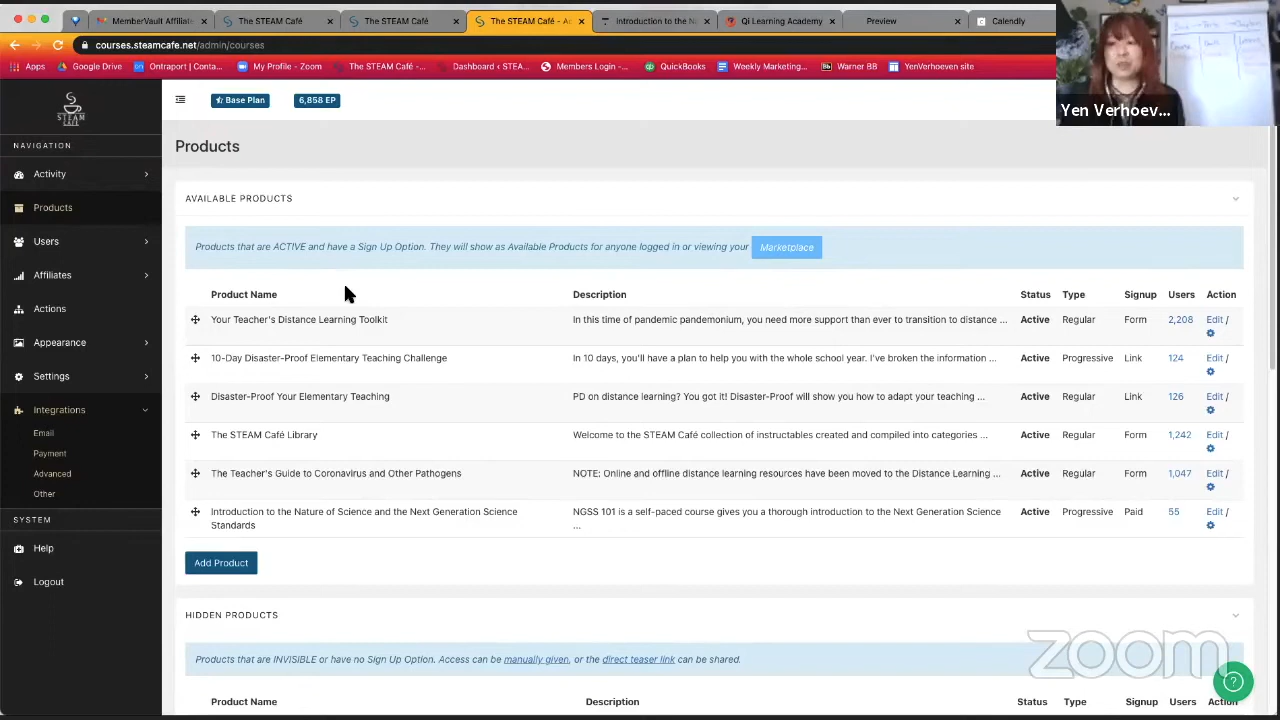 MemberVault Affiliate
The STEAM Café
The STEAM Café
The STEAM Café - A
Introduction to the Na
Qi Learning Academy
Preview
Calendly
courses.steamcafe.net/admin/courses
Apps
Google Drive
Ontraport | Conta...
My Profile - Zoom
The STEAM Café -...
Dashboard < STEA...
Members Login -...
QuickBooks
Weekly Marketing...
Warner BB
YenVerhoeven site
Yen Verhoev...
STEAM
CAFÉ
Base Plan
6,858 EP
NAVIGATION
Activity
Products
Users
Affiliates
Actions
Appearance
Settings
Integrations
Email
Payment
Advanced
Other
SYSTEM
Help
Logout
Products
AVAILABLE PRODUCTS
Products that are ACTIVE and have a Sign Up Option. They will show as Available Products for anyone logged in or viewing your Marketplace
Product Name Description Status Type Signup Users Action
Your Teacher's Distance Learning Toolkit In this time of pandemic pandemonium, you need more support than ever to transition to distance ... Active Regular Form 2,208 Edit /
10-Day Disaster-Proof Elementary Teaching Challenge In 10 days, you'll have a plan to help you with the whole school year. I've broken the information ... Active Progressive Link 124 Edit /
Disaster-Proof Your Elementary Teaching PD on distance learning? You got it! Disaster-Proof will show you how to adapt your teaching ... Active Regular Link 126 Edit /
The STEAM Café Library Welcome to the STEAM Café collection of instructables created and compiled into categories ... Active Regular Form 1,242 Edit /
The Teacher's Guide to Coronavirus and Other Pathogens NOTE: Online and offline distance learning resources have been moved to the Distance Learning ... Active Regular Form 1,047 Edit /
Introduction to the Nature of Science and the Next Generation Science NGSS 101 is a self-paced course gives you a thorough introduction to the Next Generation Science Active Progressive Paid 55 Edit /
Standards ...
Add Product
HIDDEN PRODUCTS
Products that are INVISIBLE or have no Sign Up Option. Access can be manually given, or the direct teaser link can be shared.
Product Name Description Status Type Signup Users Action
zoom